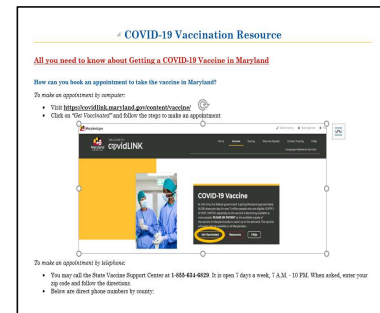 COVID-19 Vaccination Resource
All you need to know about Getting a COVID-19 Vaccine in Maryland
How can you book an appointment to take the vaccine in Maryland?
To make an appointment by computer:
• Visit https://covidlink.maryland.gov/content/vaccine/
• Click on "Get Vaccinated" and follow the steps to make an appointment
covidLINK
COVID-19 Vaccine
Get Vaccinated Resources FAQs
To make an appointment by telephone:
• You may call the State Vaccine Support Center at 1-855-634-6829. It is open 7 days a week, 7 A.M. - 10 PM. When asked, enter your
zip code and follow the directions.
• Below are direct phone numbers by county: